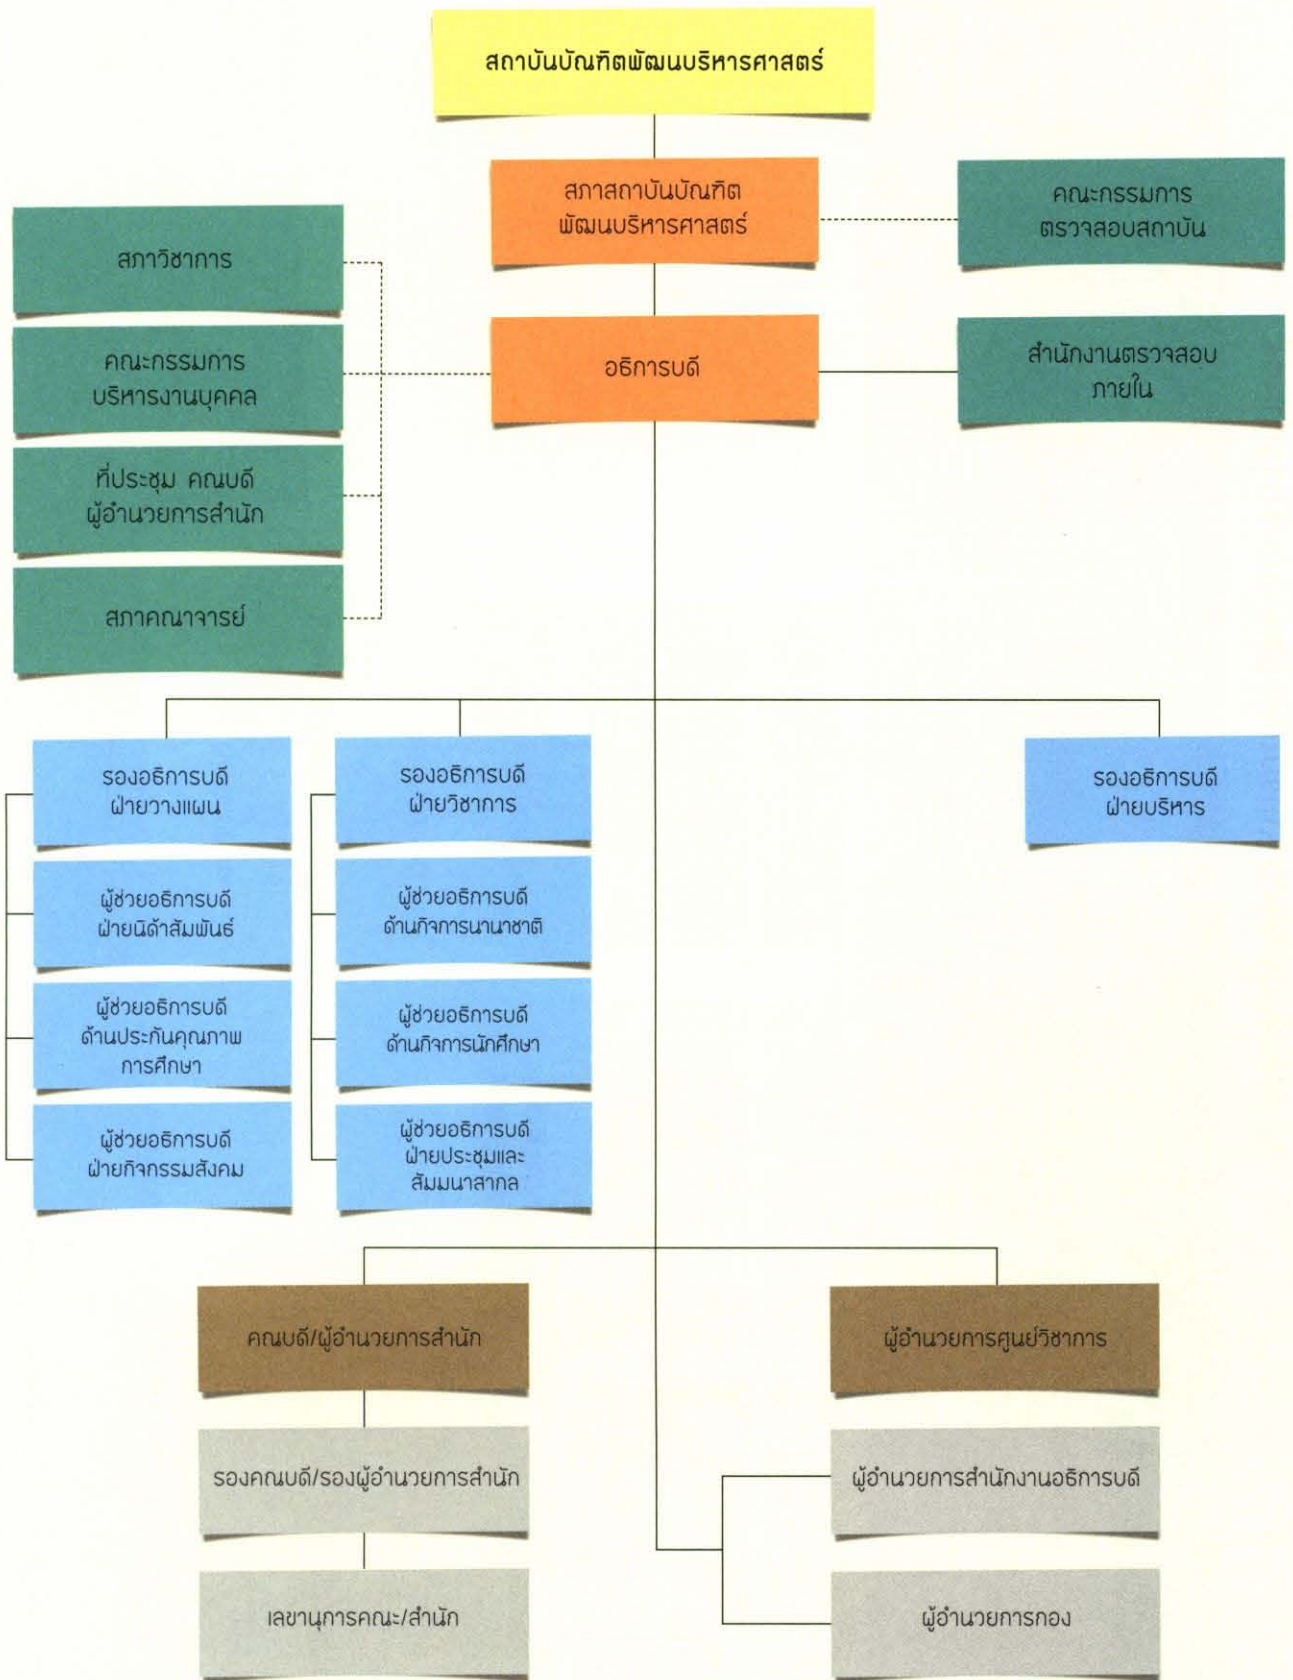 สถาบันบัณฑิตพัฒนบริหารศาสตร์
สภาสถาบันบัณฑิต
พัฒนบริหารศาสตร์
คณะกรรมการ
ตรวจสอบสถาบัน
สภาวิชาการ
คณะกรรมการ
บริหารงานบุคคล
อธิการบดี
สำนักงานตรวจสอบ
ภายใน
ที่ประชุม คณบดี
ผู้อำนวยการสำนัก
สภาคณาจารย์
รองอธิการบดี
ฝ่ายวางแผน
รองอธิการบดี
ฝ่ายวิชาการ
รองอธิการบดี
ฝ่ายบริหาร
ผู้ช่วยอธิการบดี
ฝ่ายนิด้าสัมพันธ์
ผู้ช่วยอธิการบดี
ด้านกิจการนานาชาติ
ผู้ช่วยอธิการบดี
ด้านประกันคุณภาพ
การศึกษา
ผู้ช่วยอธิการบดี
ด้านกิจการนักศึกษา
ผู้ช่วยอธิการบดี
ฝ่ายกิจกรรมสังคม
ผู้ช่วยอธิการบดี
ฝ่ายประชุมและ
สัมมนาสากล
คณบดี/ผู้อำนวยการสำนัก
ผู้อำนวยการศูนย์วิชาการ
รองคณบดี/รองผู้อำนวยการสำนัก
ผู้อำนวยการสำนักงานอธิการบดี
เลขานุการคณะ/สำนัก
ผู้อำนวยการกอง